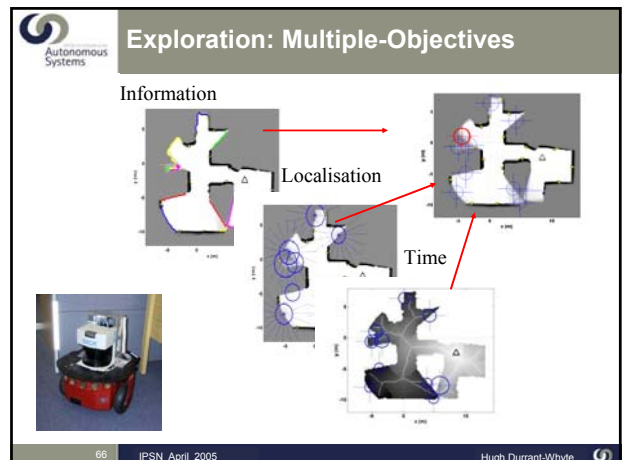 Autonomous
Systems
Exploration: Multiple-Objectives
Information
Localisation
Time
x (m)
x (m)
x (m)
x (m)
66 IPSN April 2005 Hugh Durrant-Whyte